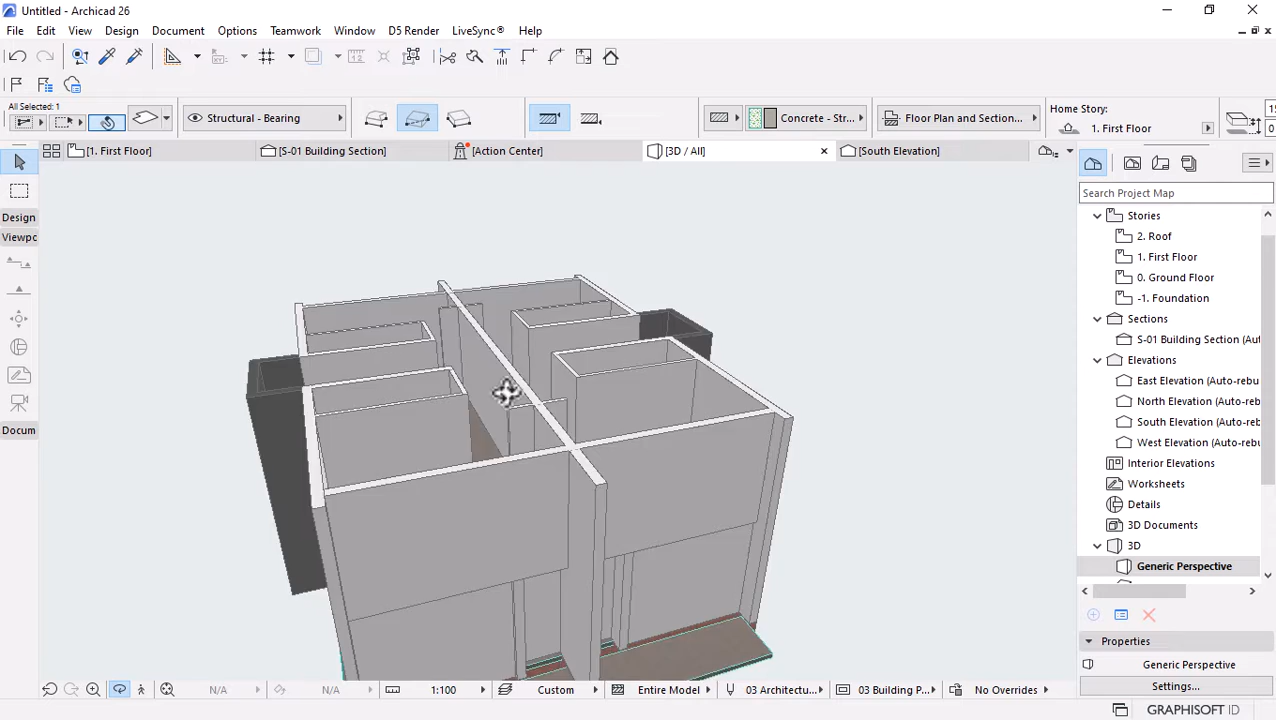 Untitled - Archicad 26
File Edit View Design Document Options Teamwork Window D5 Render LiveSync® Help
All Selected: 1
Structural - Bearing
Concrete - Str...
Floor Plan and Section...
Home Story:
1. First Floor
[1. First Floor]
[S-01 Building Section]
[Action Center]
[3D / All]
[South Elevation]
Design
Viewpo
Docum
Search Project Map
Stories
2. Roof
1. First Floor
0. Ground Floor
-1. Foundation
Sections
S-01 Building Section (Aut
Elevations
East Elevation (Auto-rebu
North Elevation (Auto-reb
South Elevation (Auto-reb
West Elevation (Auto-reb
Interior Elevations
Worksheets
Details
3D Documents
3D
Generic Perspective
Properties
Generic Perspective
Settings...
N/A
N/A
1:100
Custom
Entire Model
03 Architectu...
03 Building P...
No Overrides
GRAPHISOFT ID